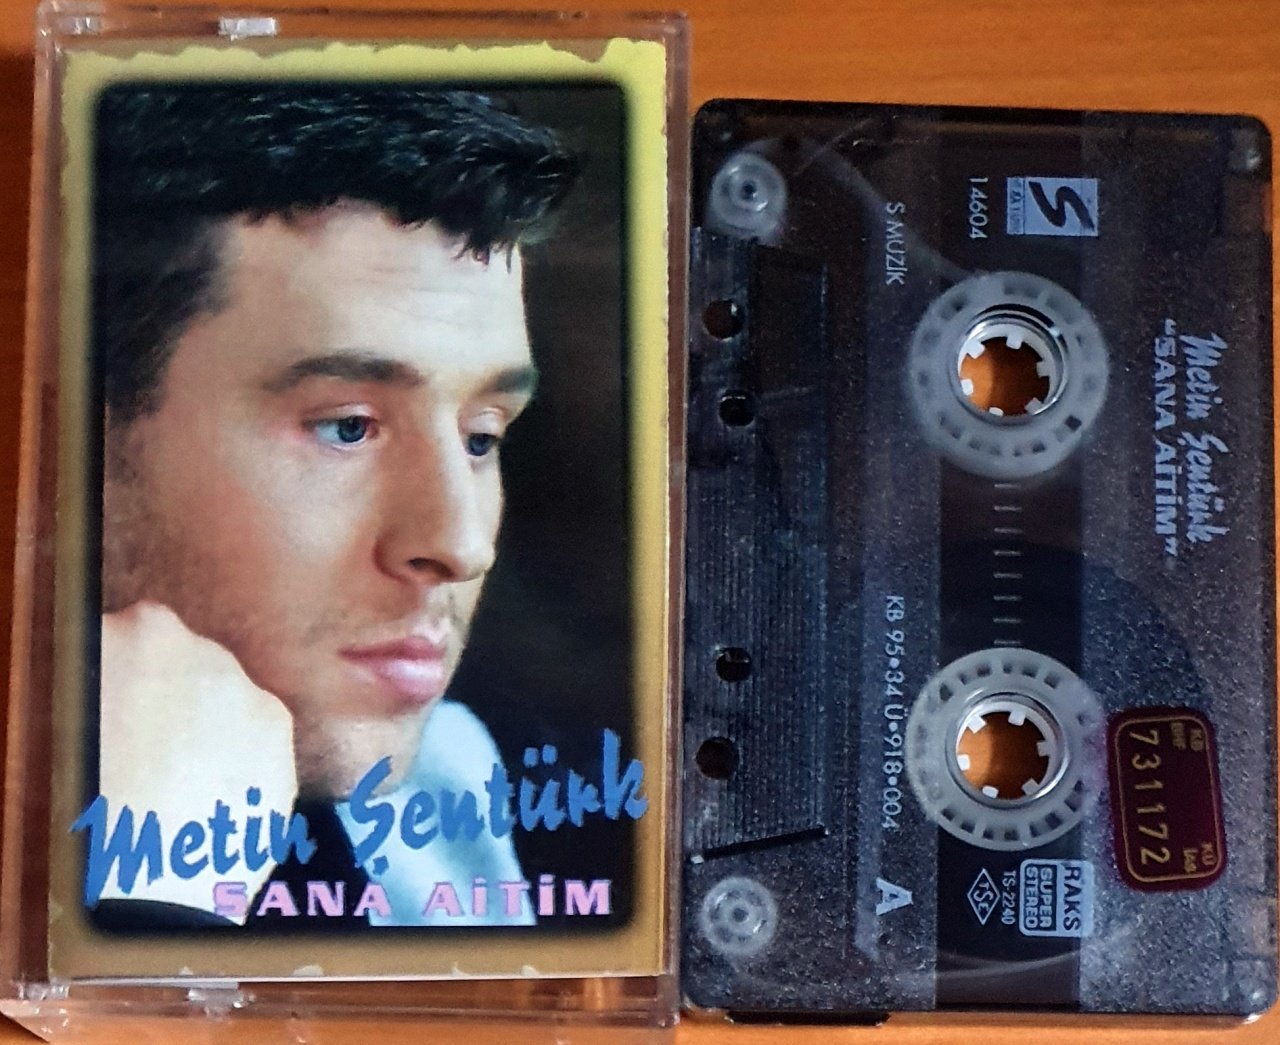 Metin Şentürk
SANA AİTİM
S
14604
S MÜZİK
Metin Şentürk
“SANA AİTİM”
KB•95•34•Ü•918•004
A
731172
RAKS
SUPER
STEREO
TS-2240
TSE